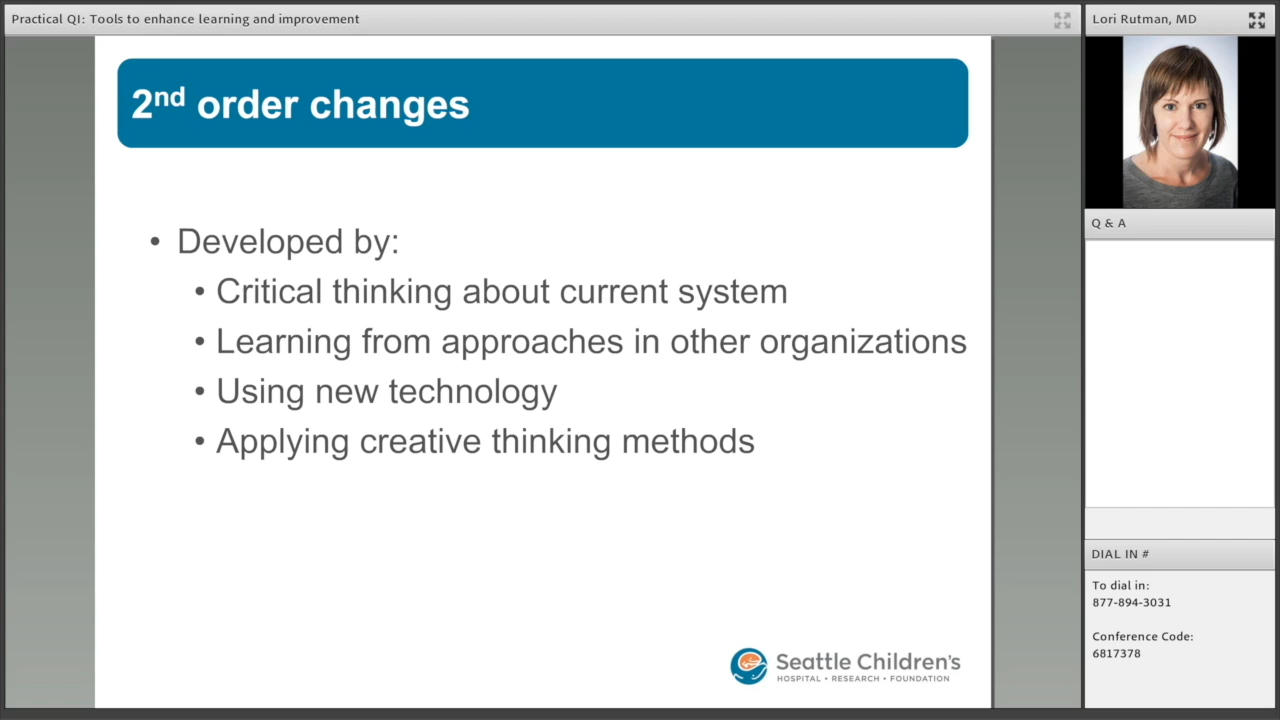 Practical QI: Tools to enhance learning and improvement
2nd order changes
• Developed by:
• Critical thinking about current system
• Learning from approaches in other organizations
• Using new technology
• Applying creative thinking methods
Seattle Children's
HOSPITAL • RESEARCH • FOUNDATION
Lori Rutman, MD
Q & A
DIAL IN #
To dial in:
877-894-3031
Conference Code:
6817378